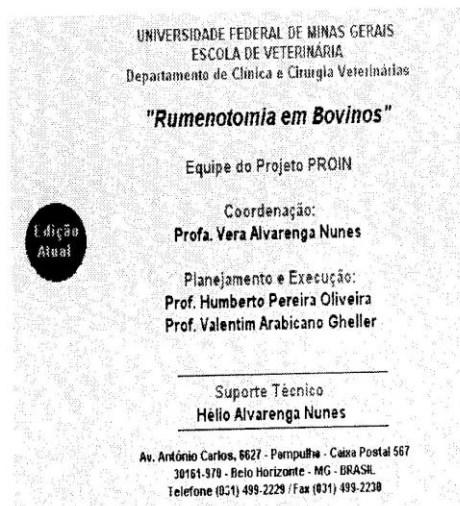 UNIVERSIDADE FEDERAL DE MINAS GERAIS
ESCOLA DE VETERINÁRIA
Departamento de Clínica e Cirurgia Veterinárias
"Rumenotomia em Bovinos"
Equipe do Projeto PROIN
Coordenação:
Profa. Vera Alvarenga Nunes
Edição
Atual
Planejamento e Execução:
Prof. Humberto Pereira Oliveira
Prof. Valentim Arabicano Gheller
Suporte Técnico
Hélio Alvarenga Nunes
Av. António Carlos, 6627 - Pampulha - Caixa Postal 567
30161-970 - Belo Horizonte - MG - BRASIL
Telefone (031) 499-2229 / Fax (031) 499-2230